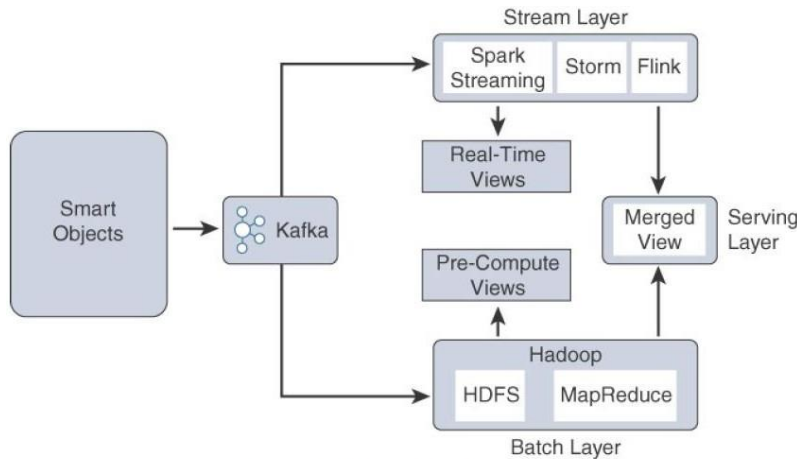 Stream Layer
Spark
Streaming
Storm
Flink
Real-Time
Views
Smart
Objects
Kafka
Merged
View
Serving
Layer
Pre-Compute
Views
Hadoop
HDFS
MapReduce
Batch Layer